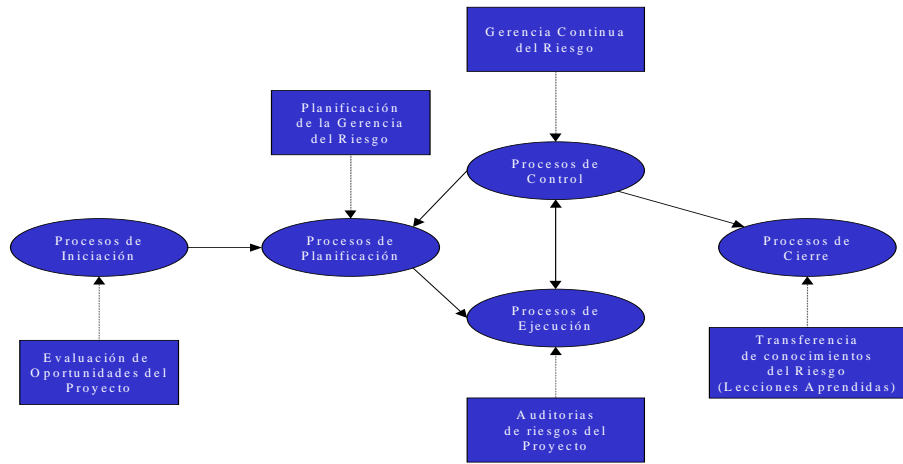 Gerencia Continua
del Riesgo
Planificación
de la Gerencia
del Riesgo
Procesos de
Control
Procesos de
Iniciación
Procesos de
Planificación
Procesos de
Cierre
Procesos de
Ejecución
Evaluación de
Oportunidades del
Proyecto
Transferencia
de conocimientos
del Riesgo
(Lecciones Aprendidas)
Auditorias
de riesgos del
Proyecto